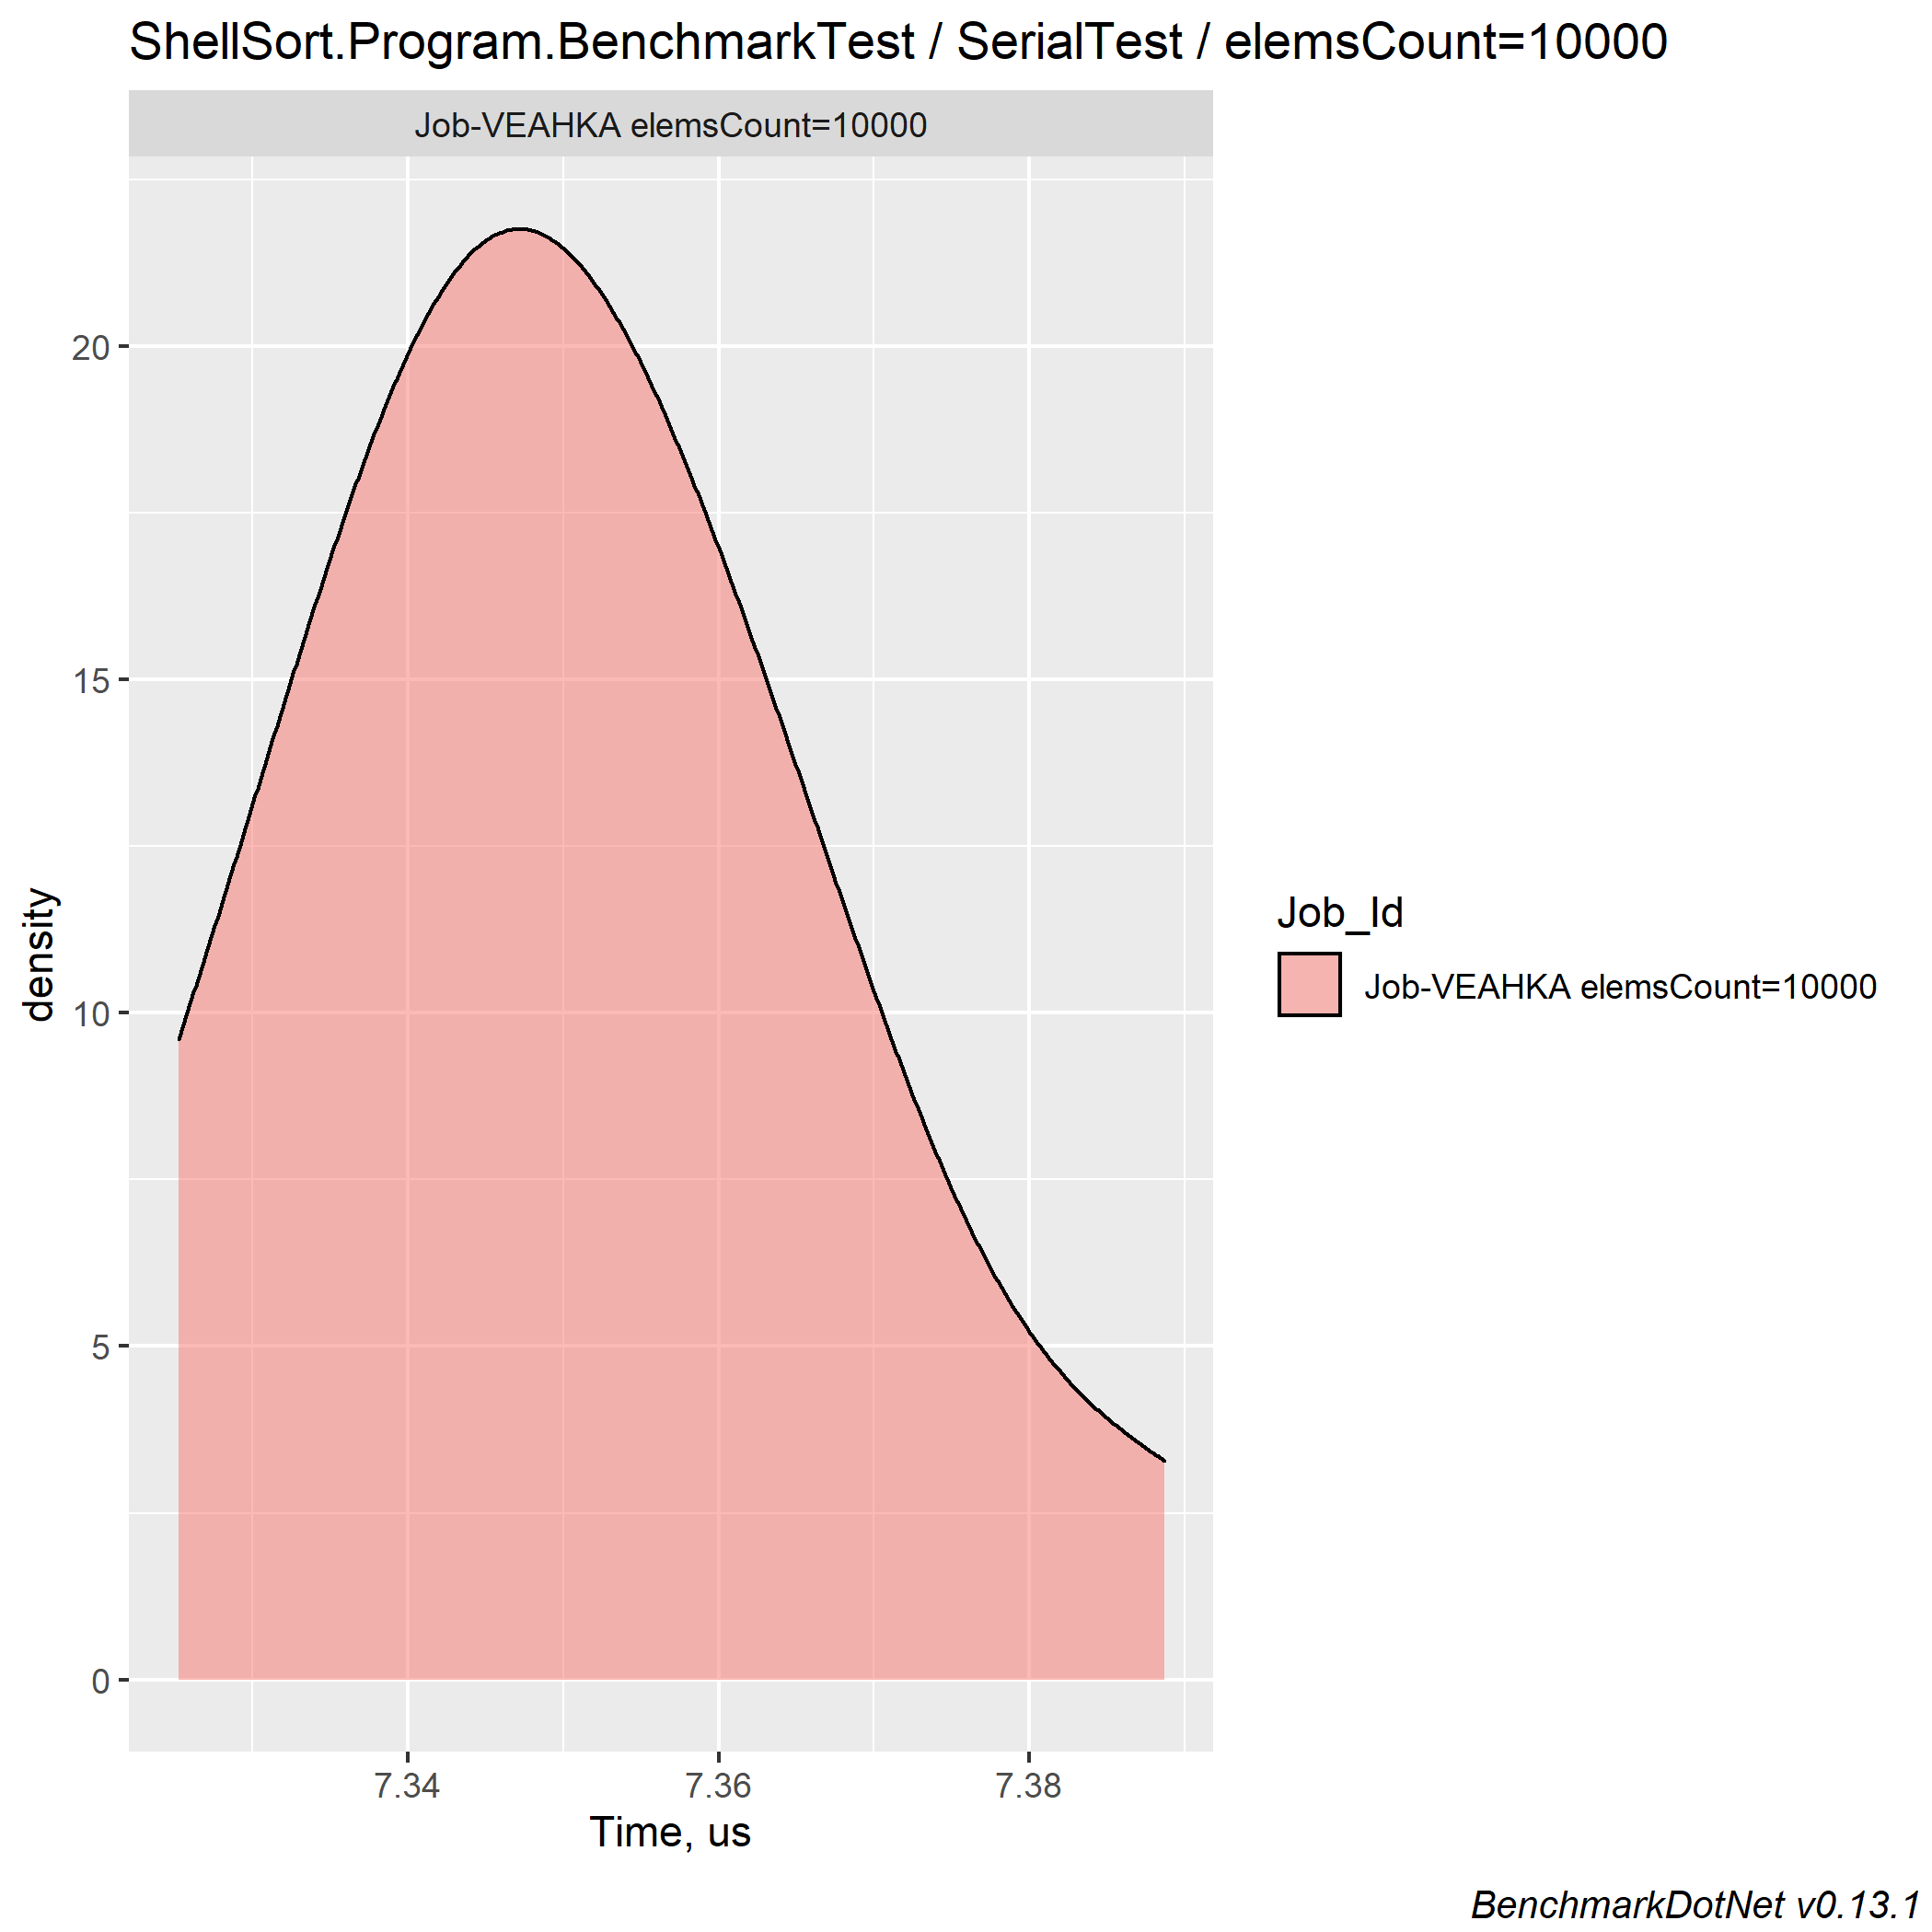 ShellSort.Program.BenchmarkTest / SerialTest / elemsCount=10000
Job-VEAHKA elemsCount=10000
20
15
10
5
0
density
7.34 7.36 7.38
Time, us
Job_Id
Job-VEAHKA elemsCount=10000
BenchmarkDotNet v0.13.1